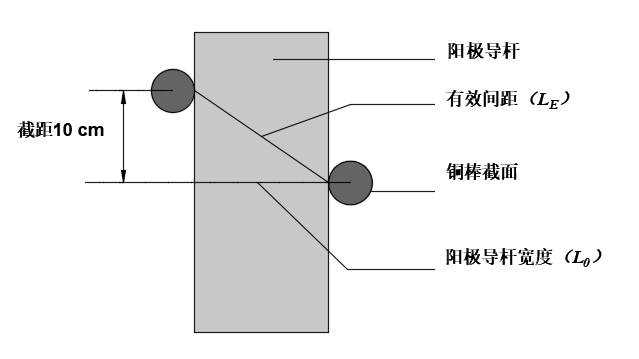 阳极导杆
有效间距（LE）
截距10 cm
铜棒截面
阳极导杆宽度（L0）